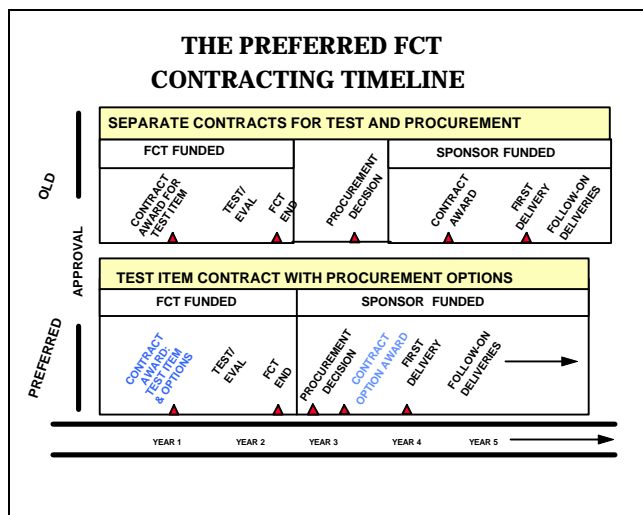 THE PREFERRED FCT
CONTRACTING TIMELINE
SEPARATE CONTRACTS FOR TEST AND PROCUREMENT
FCT FUNDED
SPONSOR FUNDED
OLD
CONTRACT
AWARD FOR
TEST ITEM
TEST/
EVAL
FCT
END
PROCUREMENT
DECISION
CONTRACT
AWARD
FIRST
DELIVERY
FOLLOW-ON
DELIVERIES
APPROVAL
TEST ITEM CONTRACT WITH PROCUREMENT OPTIONS
FCT FUNDED
SPONSOR FUNDED
PREFERRED
CONTRACT
AWARD:
TEST ITEM
& OPTIONS
TEST/
EVAL
FCT
END
PROCUREMENT
DECISION
CONTRACT
OPTION AWARD
FIRST
DELIVERY
FOLLOW-ON
DELIVERIES
YEAR 1
YEAR 2
YEAR 3
YEAR 4
YEAR 5